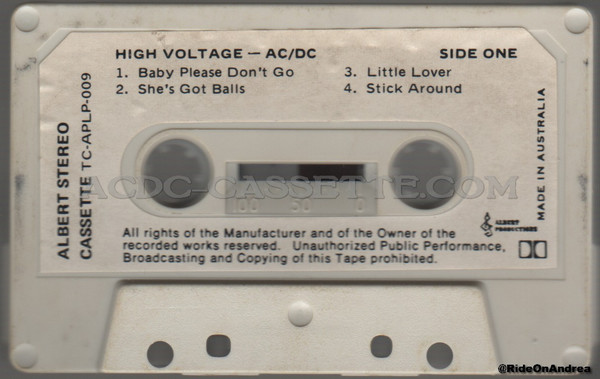 HIGH VOLTAGE — AC/DC SIDE ONE
1. Baby Please Don't Go 3. Little Lover
2. She's Got Balls 4. Stick Around
ALBERT STEREO
CASSETTE TC-APLP-009
ACDC-CASSETTE.COM
100 50 0
MADE IN AUSTRALIA
ALBERT
PRODUCTIONS
All rights of the Manufacturer and of the Owner of the
recorded works reserved. Unauthorized Public Performance,
Broadcasting and Copying of this Tape prohibited.
@RideOnAndrea